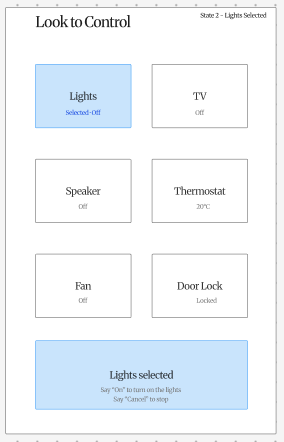 State 2 - Lights Selected
Look to Control
Lights
Selected-Off
TV
Off
Speaker
Off
Thermostat
20°C
Fan
Off
Door Lock
Locked
Lights selected
Say "On" to turn on the lights
Say "Cancel" to stop